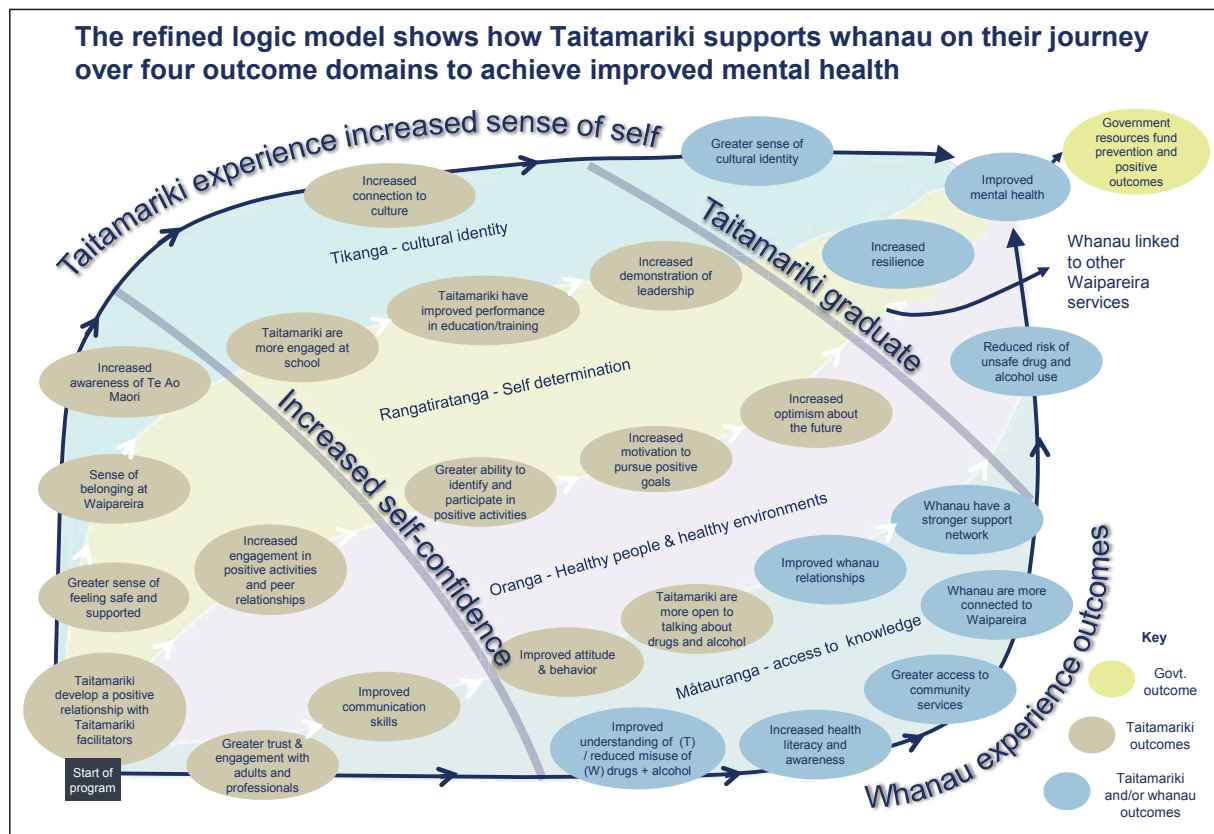 The refined logic model shows how Taitamariki supports whanau on their journey
over four outcome domains to achieve improved mental health
Taitamariki experience increased sense of self
Greater sense of
cultural identity
Government
resources fund
prevention and
positive
outcomes
Improved
mental health
Increased
connection to
culture
Tikanga - cultural identity
Taitamariki graduate
Increased
resilience
Whanau linked
to other
Waipareira
services
Increased
demonstration of
leadership
Taitamariki have
improved performance
in education/training
Taitamariki are
more engaged at
school
Increased
awareness of Te Ao
Maori
Reduced risk of
unsafe drug and
alcohol use
Rangatiratanga - Self determination
Increased self-confidence
Increased
optimism about
the future
Increased
motivation to
pursue positive
goals
Greater ability to
identify and
participate in
positive activities
Sense of
belonging at
Waipareira
Whanau have a
stronger support
network
Oranga - Healthy people & healthy environments
Increased
engagement in
positive activities
and peer
relationships
Improved whanau
relationships
Greater sense of
feeling safe and
supported
Taitamariki are
more open to
talking about
drugs and alcohol
Whanau are more
connected to
Waipareira
Whanau experience outcomes
Improved attitude
& behavior
Måtauranga - access to knowledge
Greater access to
community
services
Taitamariki
develop a positive
relationship with
Taitamariki
facilitators
Improved
communication
skills
Improved
understanding of (T)
/ reduced misuse of
(W) drugs + alcohol
Increased health
literacy and
awareness
Greater trust &
engagement with
adults and
professionals
Start of
program
Key
Govt.
outcome
Taitamariki
outcomes
Taitamariki
and/or whanau
outcomes